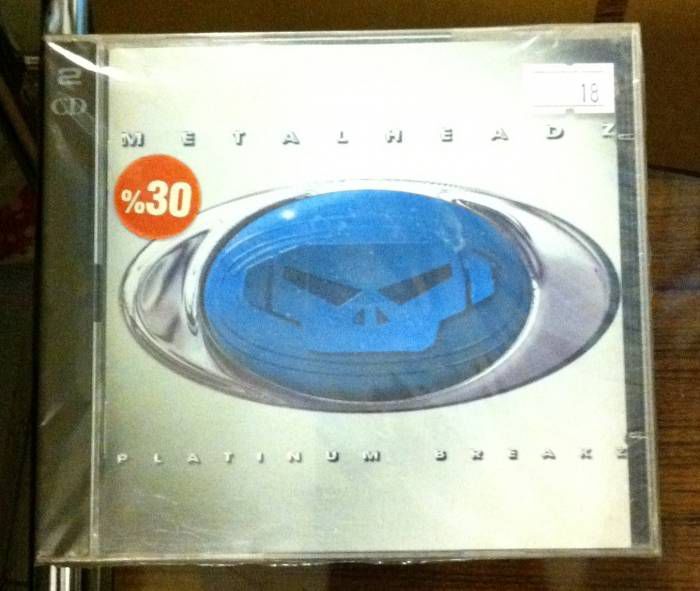 2
CD
18
METALHEADZ
%30
PLATINUM BREAKZ